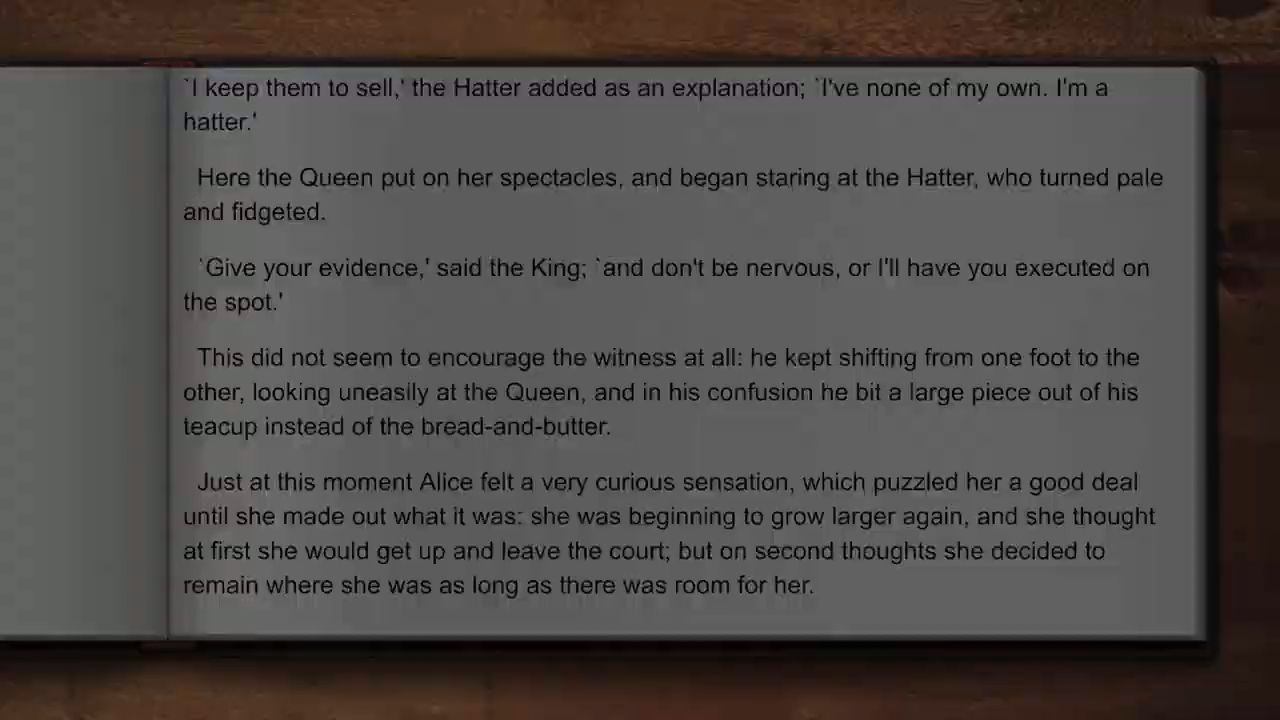 `I keep them to sell,' the Hatter added as an explanation; `I've none of my own. I'm a
hatter.'
Here the Queen put on her spectacles, and began staring at the Hatter, who turned pale
and fidgeted.
`Give your evidence,' said the King; `and don't be nervous, or I'll have you executed on
the spot.'
This did not seem to encourage the witness at all: he kept shifting from one foot to the
other, looking uneasily at the Queen, and in his confusion he bit a large piece out of his
teacup instead of the bread-and-butter.
Just at this moment Alice felt a very curious sensation, which puzzled her a good deal
until she made out what it was: she was beginning to grow larger again, and she thought
at first she would get up and leave the court; but on second thoughts she decided to
remain where she was as long as there was room for her.